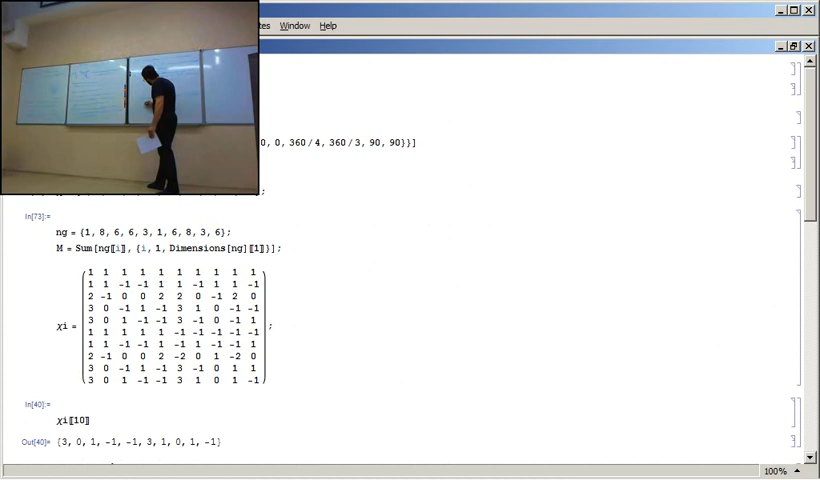 tes Window Help
0, 0, 360/4, 360/3, 90, 90}}]
;
In[73]:=
ng = {1, 8, 6, 6, 3, 1, 6, 8, 3, 6};
M = Sum[ng[[i]], {i, 1, Dimensions[ng][[1]]}];
1 1 1 1 1 1 1 1 1 1
1 1 -1 -1 1 1 -1 1 1 -1
2 -1 0 0 2 2 0 -1 2 0
3 0 -1 1 -1 3 1 0 -1 -1
3 0 1 -1 -1 3 -1 0 -1 1
χi = ;
1 1 1 1 1 -1 -1 -1 -1 -1
1 1 -1 -1 1 -1 1 -1 -1 1
2 -1 0 0 2 -2 0 1 -2 0
3 0 -1 1 -1 3 -1 0 1 1
3 0 1 -1 -1 3 1 0 1 -1
In[40]:=
χi[[10]]
Out[40]= {3, 0, 1, -1, -1, 3, 1, 0, 1, -1}
100%